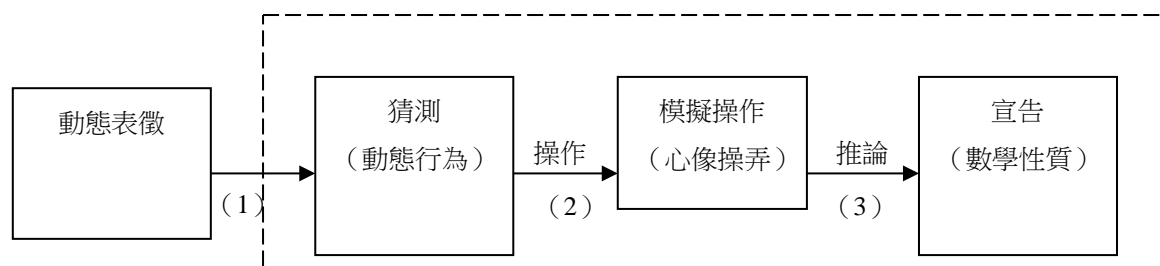 動態表徵
(1)
猜測
(動態行為)
操作
(2)
模擬操作
(心像操弄)
推論
(3)
宣告
(數學性質)